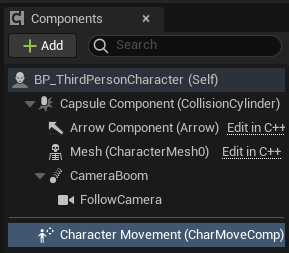 Components ×
+ Add Search
BP_ThirdPersonCharacter (Self)
Capsule Component (CollisionCylinder)
Arrow Component (Arrow) Edit in C++
Mesh (CharacterMesh0) Edit in C++
CameraBoom
FollowCamera
Character Movement (CharMoveComp)